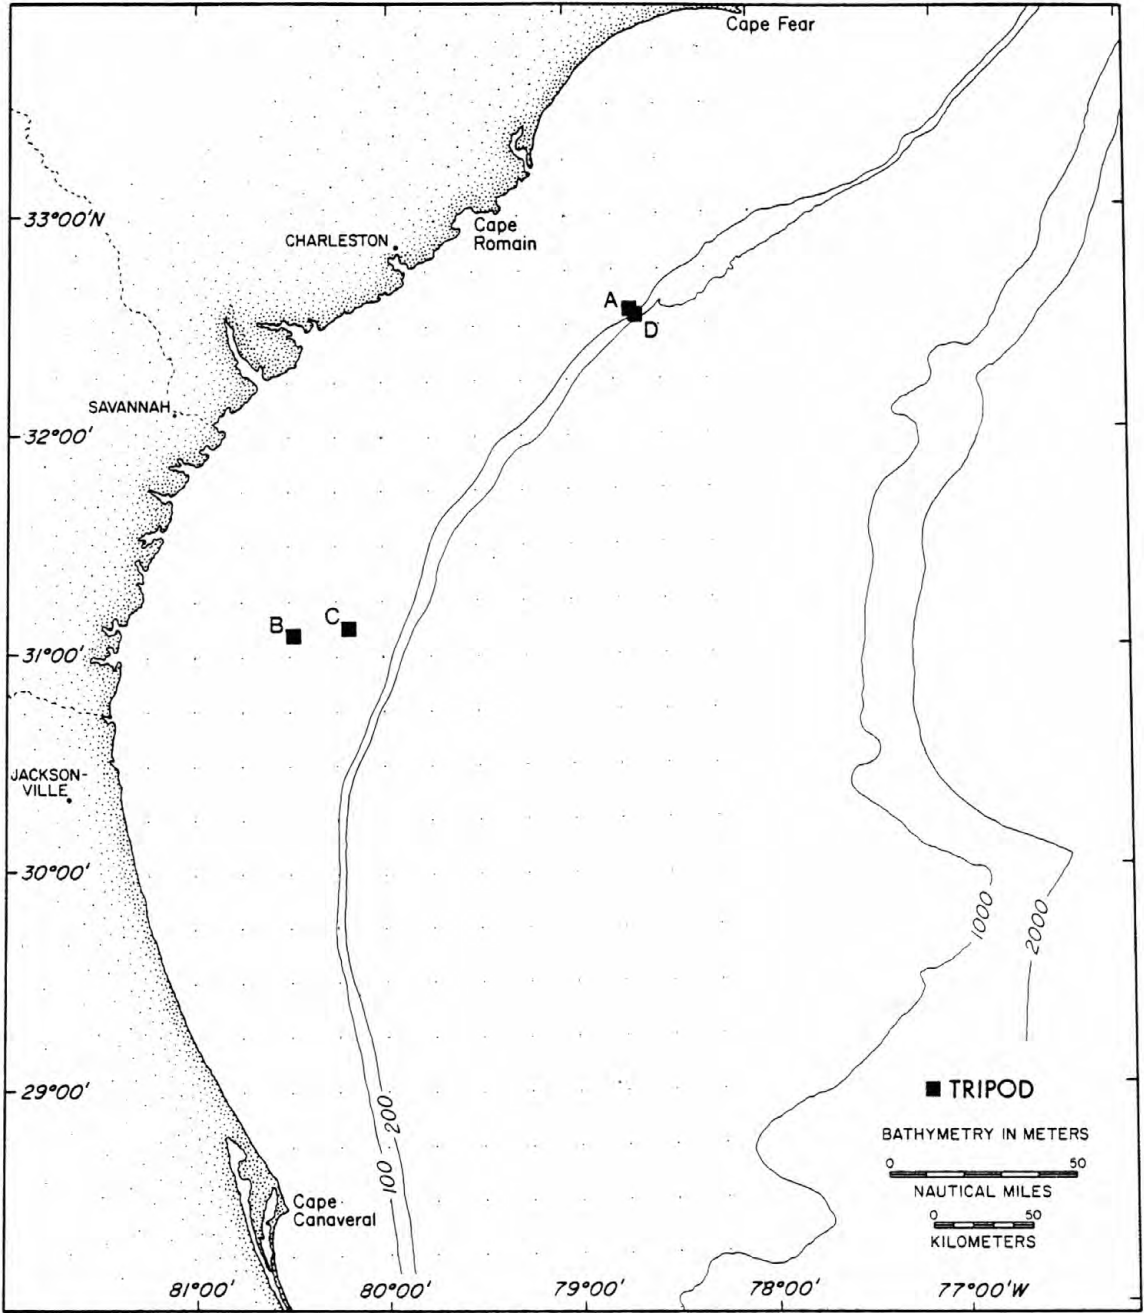 Cape Fear
33°00'N
CHARLESTON
Cape
Romain
A
D
SAVANNAH
32°00'
B
C
31°00'
JACKSON-
VILLE
30°00'
1000
2000
29°00'
TRIPOD
BATHYMETRY IN METERS
0 50
NAUTICAL MILES
0 50
KILOMETERS
100
200
Cape
Canaveral
81°00'
80°00'
79°00'
78°00'
77°00'W